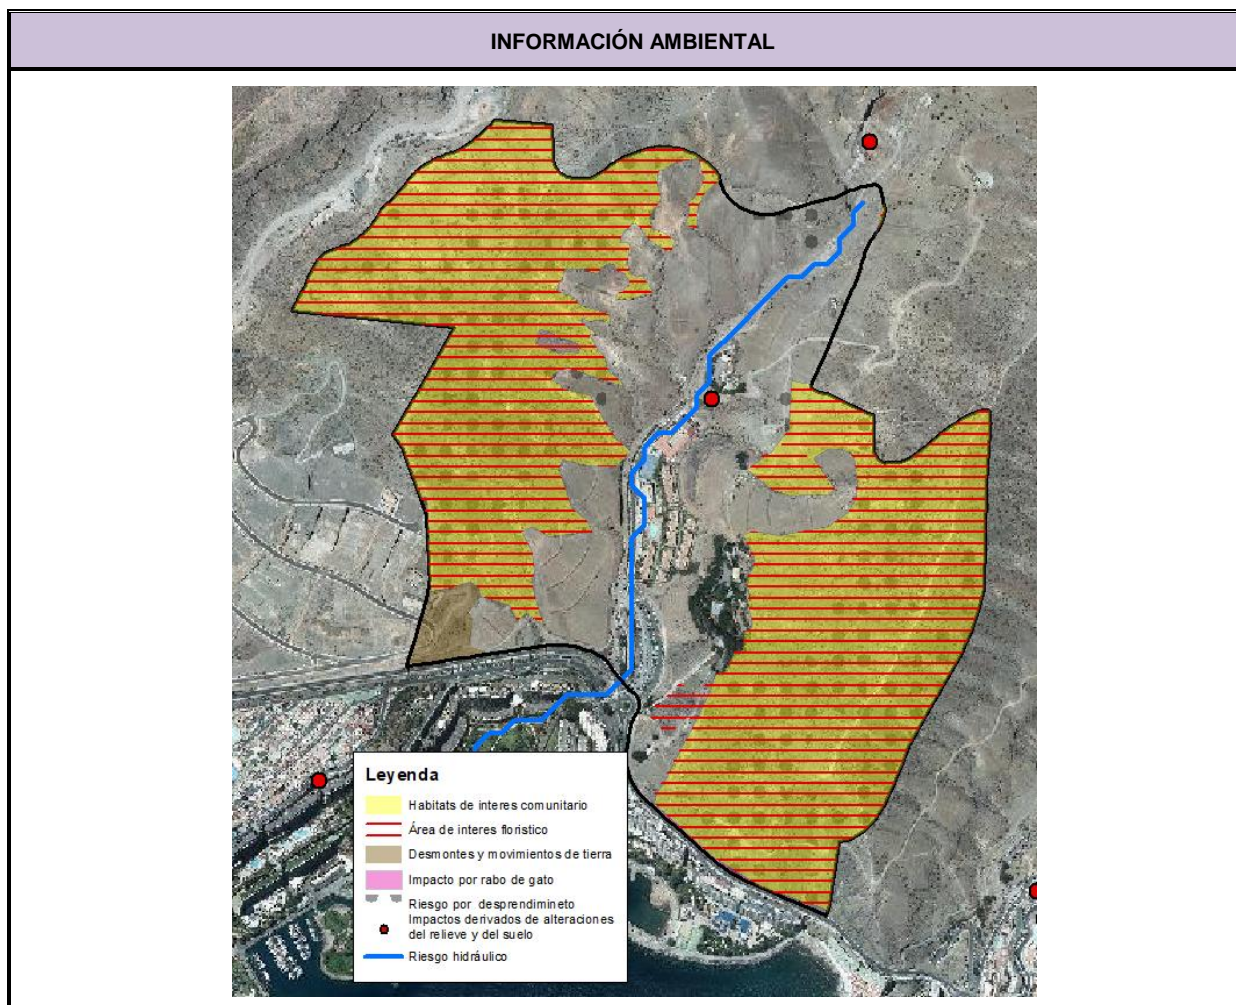 INFORMACIÓN AMBIENTAL
Leyenda
Habitats de interes comunitario
Área de interes floristico
Desmontes y movimientos de tierra
Impacto por rabo de gato
Riesgo por desprendimineto
Impactos derivados de alteraciones
del relieve y del suelo
Riesgo hidráulico